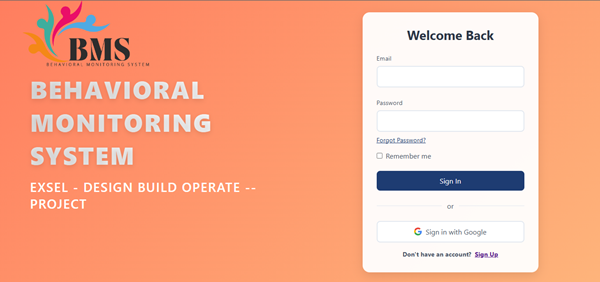 BMS
BEHAVIORAL MONITORING SYSTEM
BEHAVIORAL
MONITORING
SYSTEM
EXSEL - DESIGN BUILD OPERATE --
PROJECT
Welcome Back
Email
Password
Forgot Password?
Remember me
Sign In
or
Sign in with Google
Don't have an account? Sign Up